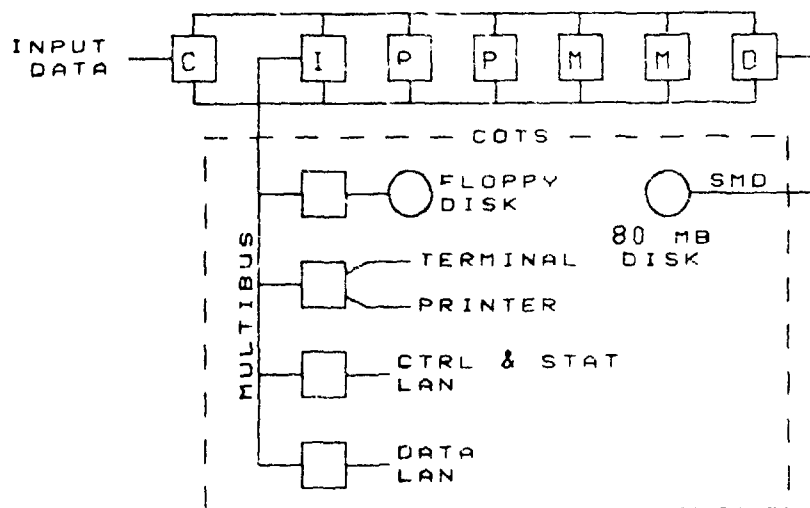 INPUT
DATA
C
I
P
P
M
M
D
COTS
FLOPPY
DISK
SMD
80 MB
DISK
MULTIBUS
TERMINAL
PRINTER
CTRL & STAT
LAN
DATA
LAN